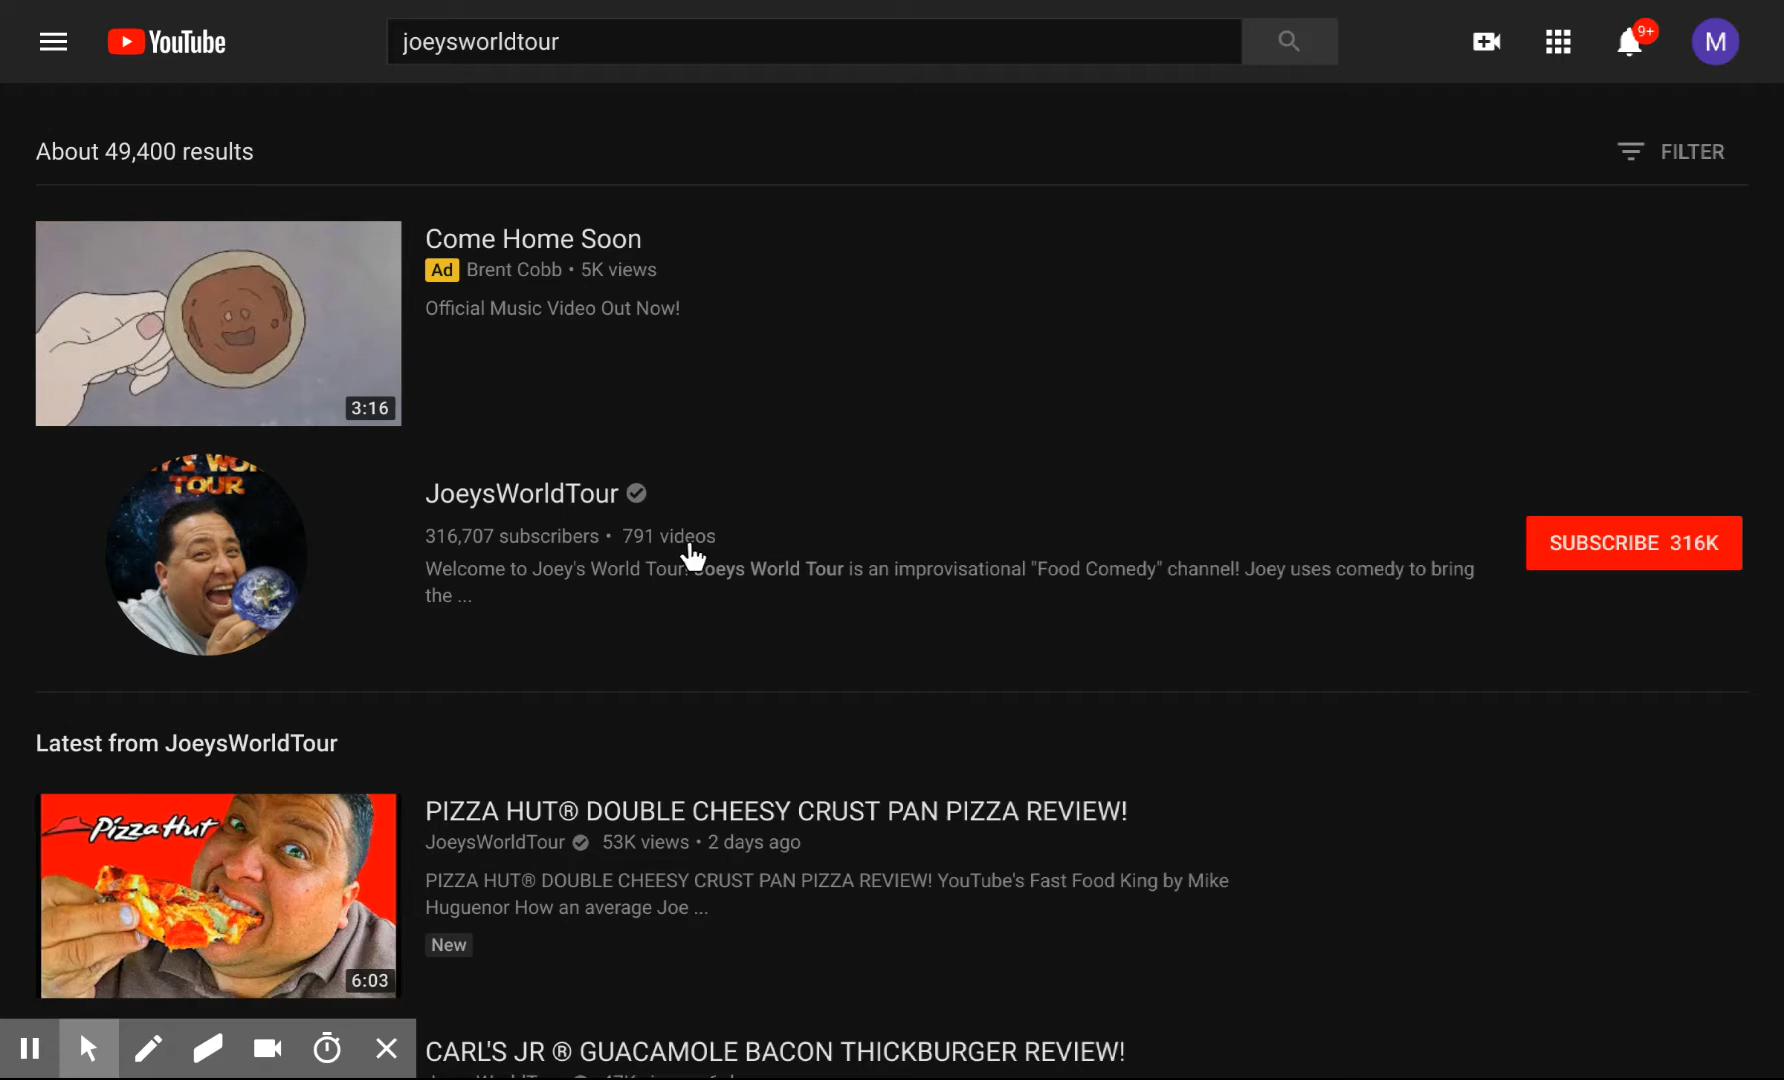 YouTube
joeysworldtour
9+
M
About 49,400 results
FILTER
Come Home Soon
Ad Brent Cobb • 5K views
Official Music Video Out Now!
3:16
TOUR
JoeysWorldTour
316,707 subscribers • 791 videos
Welcome to Joey's World Tour! Joeys World Tour is an improvisational "Food Comedy" channel! Joey uses comedy to bring
the ...
SUBSCRIBE 316K
Latest from JoeysWorldTour
Pizza Hut
6:03
PIZZA HUT® DOUBLE CHEESY CRUST PAN PIZZA REVIEW!
JoeysWorldTour 53K views • 2 days ago
PIZZA HUT® DOUBLE CHEESY CRUST PAN PIZZA REVIEW! YouTube's Fast Food King by Mike
Huguenor How an average Joe ...
New
CARL'S JR ® GUACAMOLE BACON THICKBURGER REVIEW!